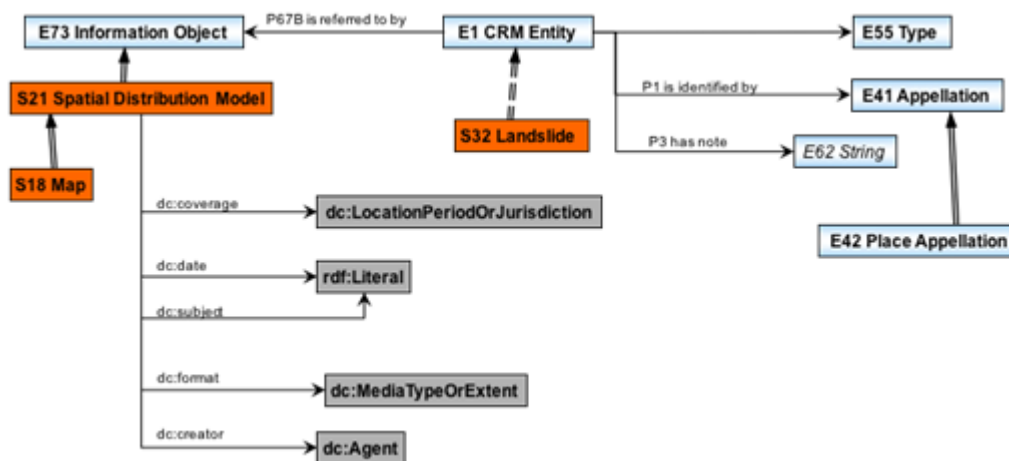 P67B is referred to by
E73 Information Object
E1 CRM Entity
E55 Type
S21 Spatial Distribution Model
P1 is identified by
E41 Appellation
S32 Landslide
P3 has note
E62 String
S18 Map
dc:coverage
dc:LocationPeriodOrJurisdiction
E42 Place Appellation
dc:date
rdf:Literal
dc:subject
dc:format
dc:MediaTypeOrExtent
dc:creator
dc:Agent